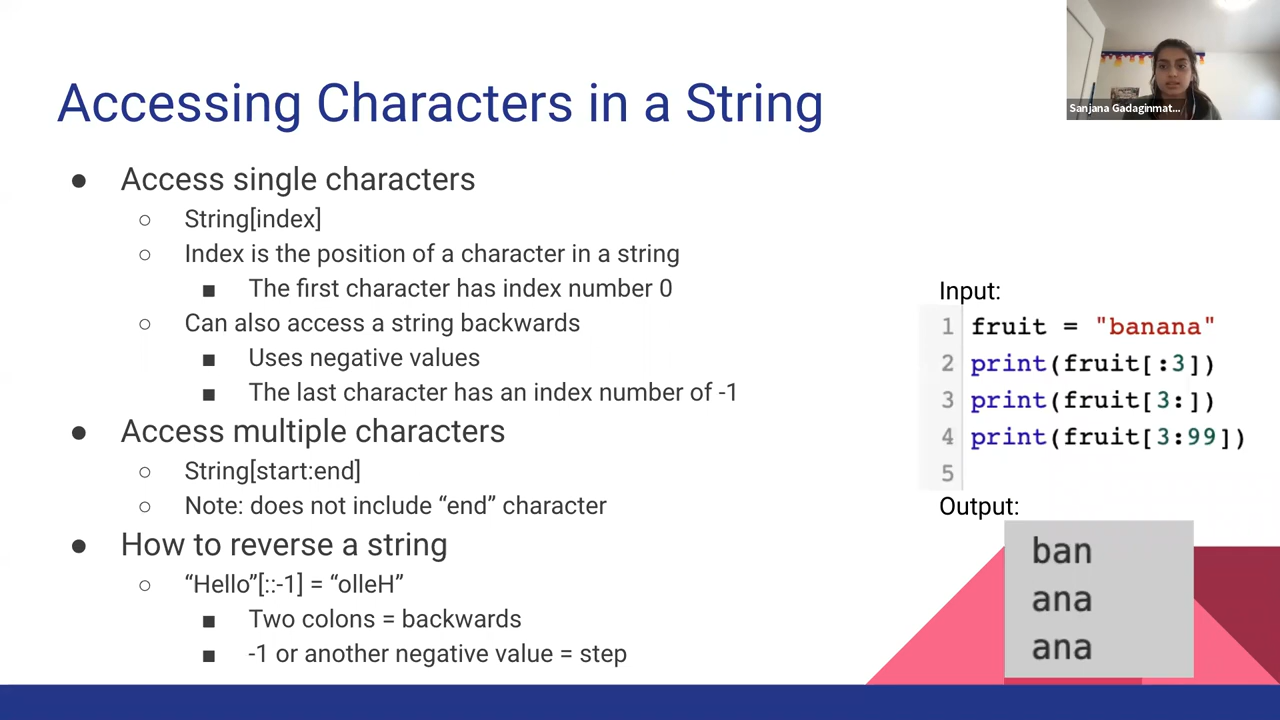 Sanjana Gadaginmat...
Accessing Characters in a String
● Access single characters
○ String[index]
○ Index is the position of a character in a string
■ The first character has index number 0
○ Can also access a string backwards
■ Uses negative values
■ The last character has an index number of -1
● Access multiple characters
○ String[start:end]
○ Note: does not include “end” character
● How to reverse a string
○ “Hello”[::-1] = “olleH”
■ Two colons = backwards
■ -1 or another negative value = step
Input:
1 fruit = "banana"
2 print(fruit[:3])
3 print(fruit[3:])
4 print(fruit[3:99])
5
Output:
ban
ana
ana